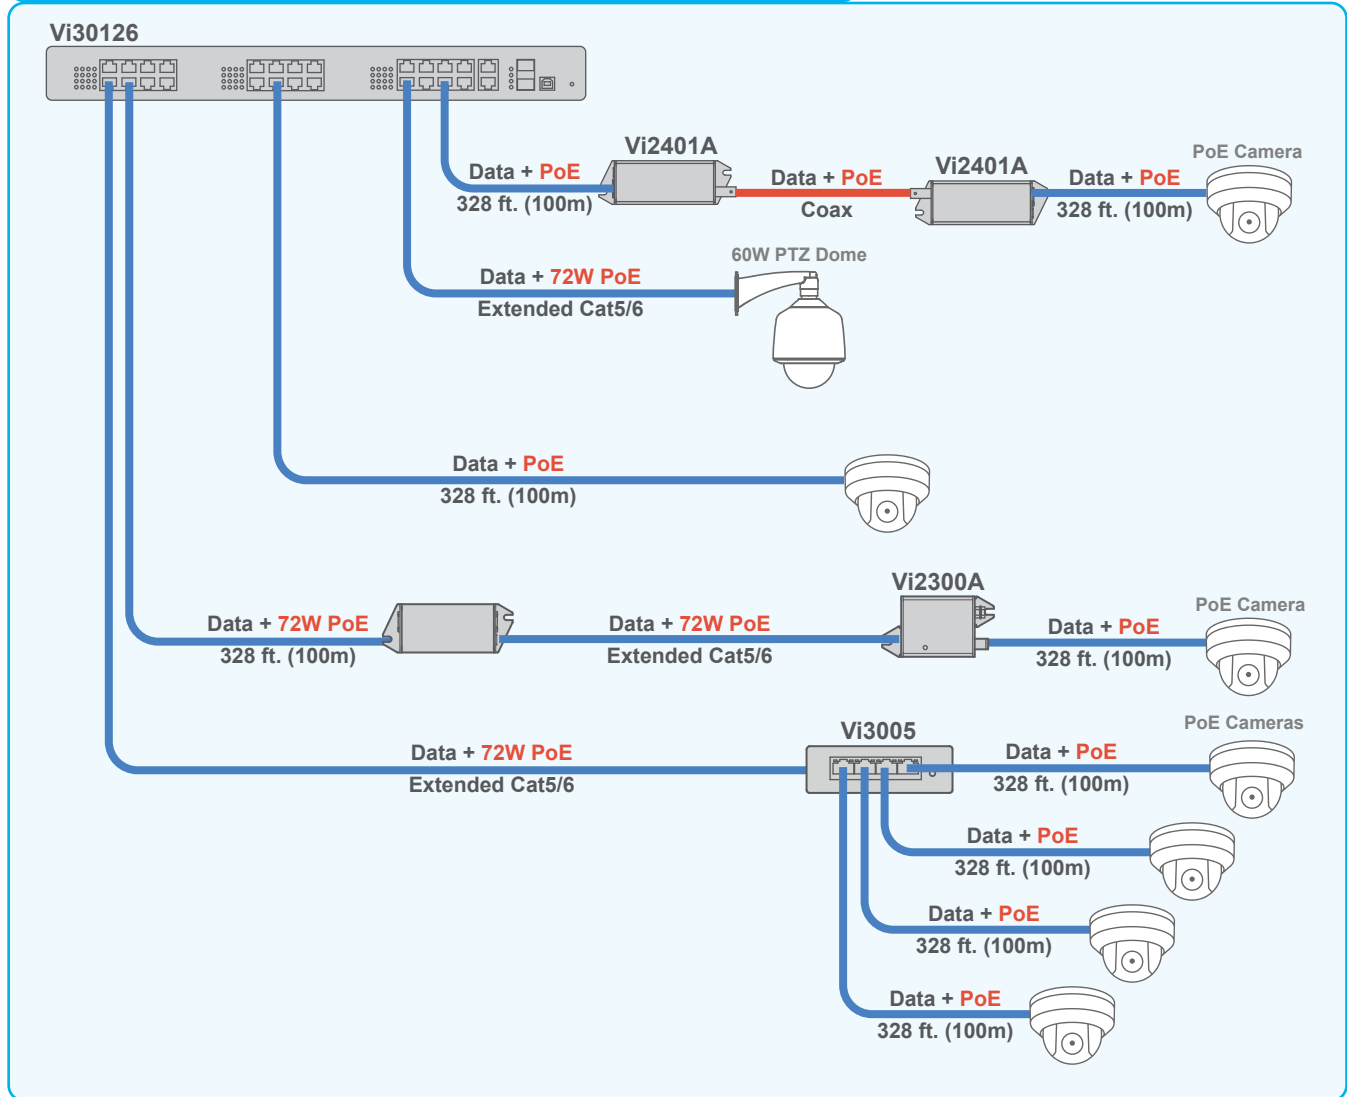 Vi30126
Vi2401A
Data + PoE
328 ft. (100m)
Data + PoE
Coax
Vi2401A
Data + PoE
328 ft. (100m)
PoE Camera
60W PTZ Dome
Data + 72W PoE
Extended Cat5/6
Data + PoE
328 ft. (100m)
Vi2300A
PoE Camera
Data + 72W PoE
328 ft. (100m)
Data + 72W PoE
Extended Cat5/6
Data + PoE
328 ft. (100m)
Vi3005
PoE Cameras
Data + 72W PoE
Extended Cat5/6
Data + PoE
328 ft. (100m)
Data + PoE
328 ft. (100m)
Data + PoE
328 ft. (100m)
Data + PoE
328 ft. (100m)